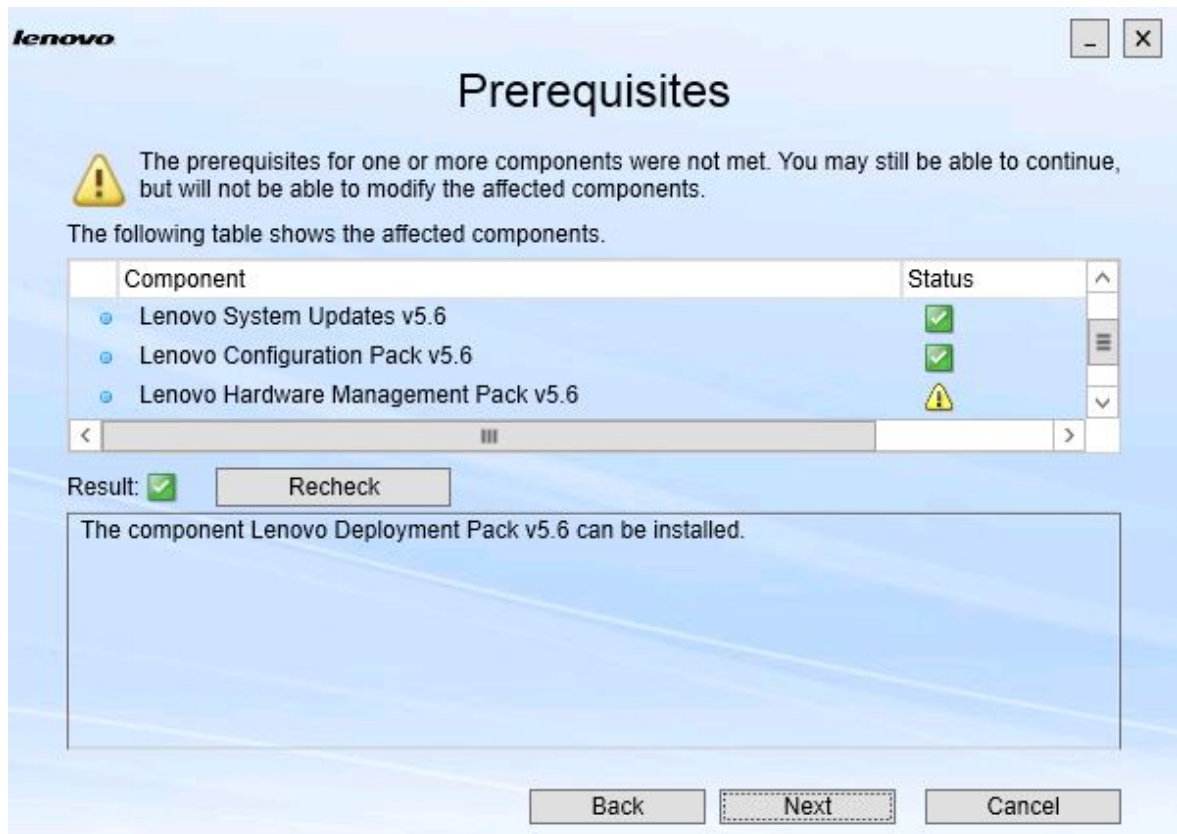 lenovo
Prerequisites
The prerequisites for one or more components were not met. You may still be able to continue,
but will not be able to modify the affected components.
The following table shows the affected components.
Component Status
Lenovo System Updates v5.6
Lenovo Configuration Pack v5.6
Lenovo Hardware Management Pack v5.6
Result: Recheck
The component Lenovo Deployment Pack v5.6 can be installed.
Back Next Cancel